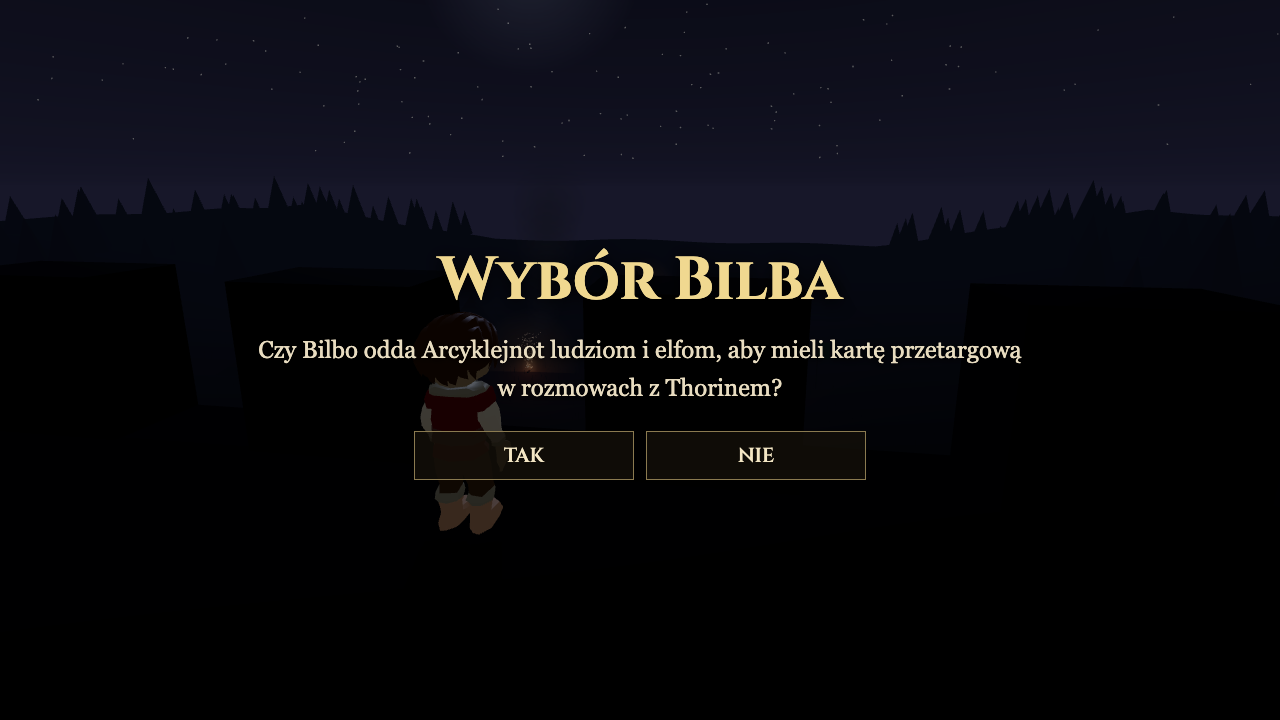 Wybór Bilba
Czy Bilbo odda Arcyklejnot ludziom i elfom, aby mieli kartę przetargową
w rozmowach z Thorinem?
TAK
NIE